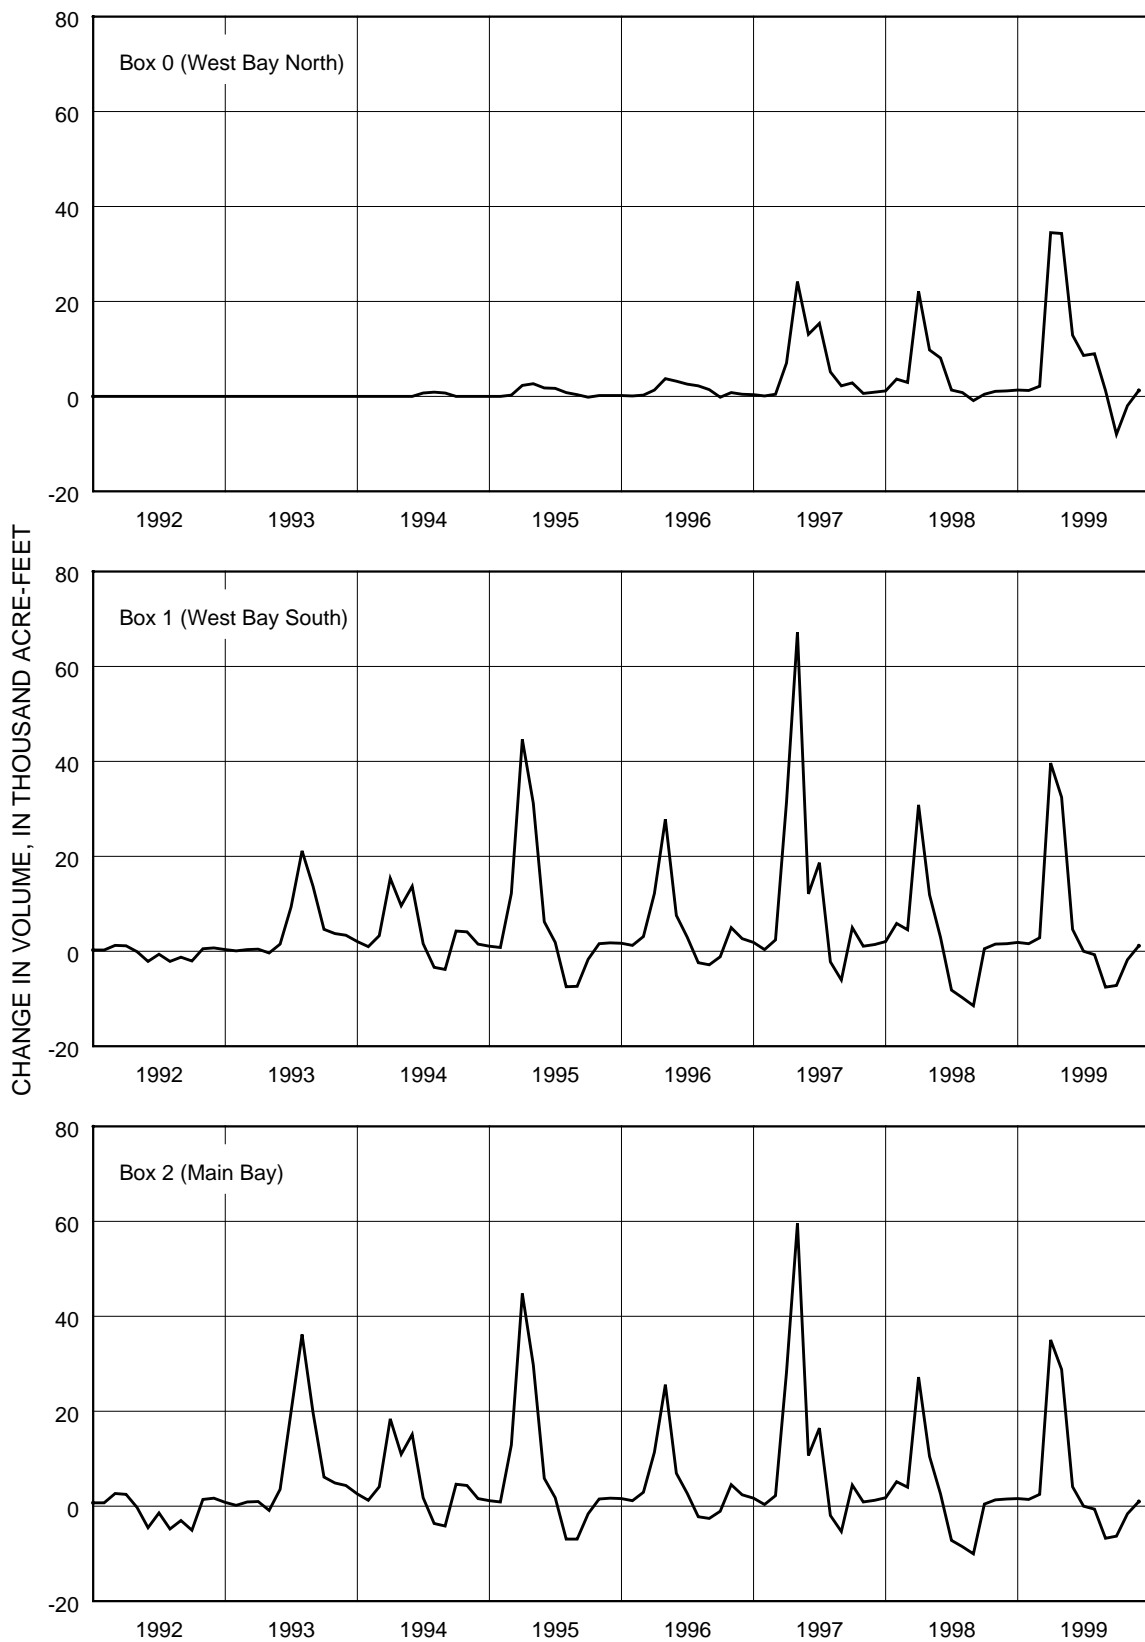 80
Box 0 (West Bay North)
60
40
20
0
-20
1992 1993 1994 1995 1996 1997 1998 1999
CHANGE IN VOLUME, IN THOUSAND ACRE-FEET
80
Box 1 (West Bay South)
60
40
20
0
-20
1992 1993 1994 1995 1996 1997 1998 1999
80
Box 2 (Main Bay)
60
40
20
0
-20
1992 1993 1994 1995 1996 1997 1998 1999